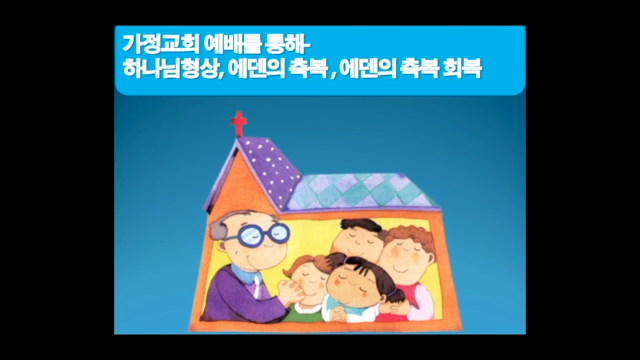 가정교회 예배를 통해-
하나님형상, 에덴의 축복 , 에덴의 축복 회복